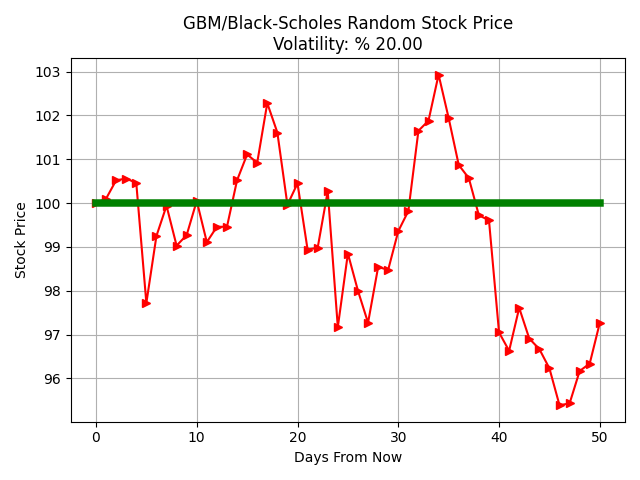 GBM/Black-Scholes Random Stock Price
Volatility: % 20.00
103
102
101
100
99
98
97
96
Stock Price
0 10 20 30 40 50
Days From Now